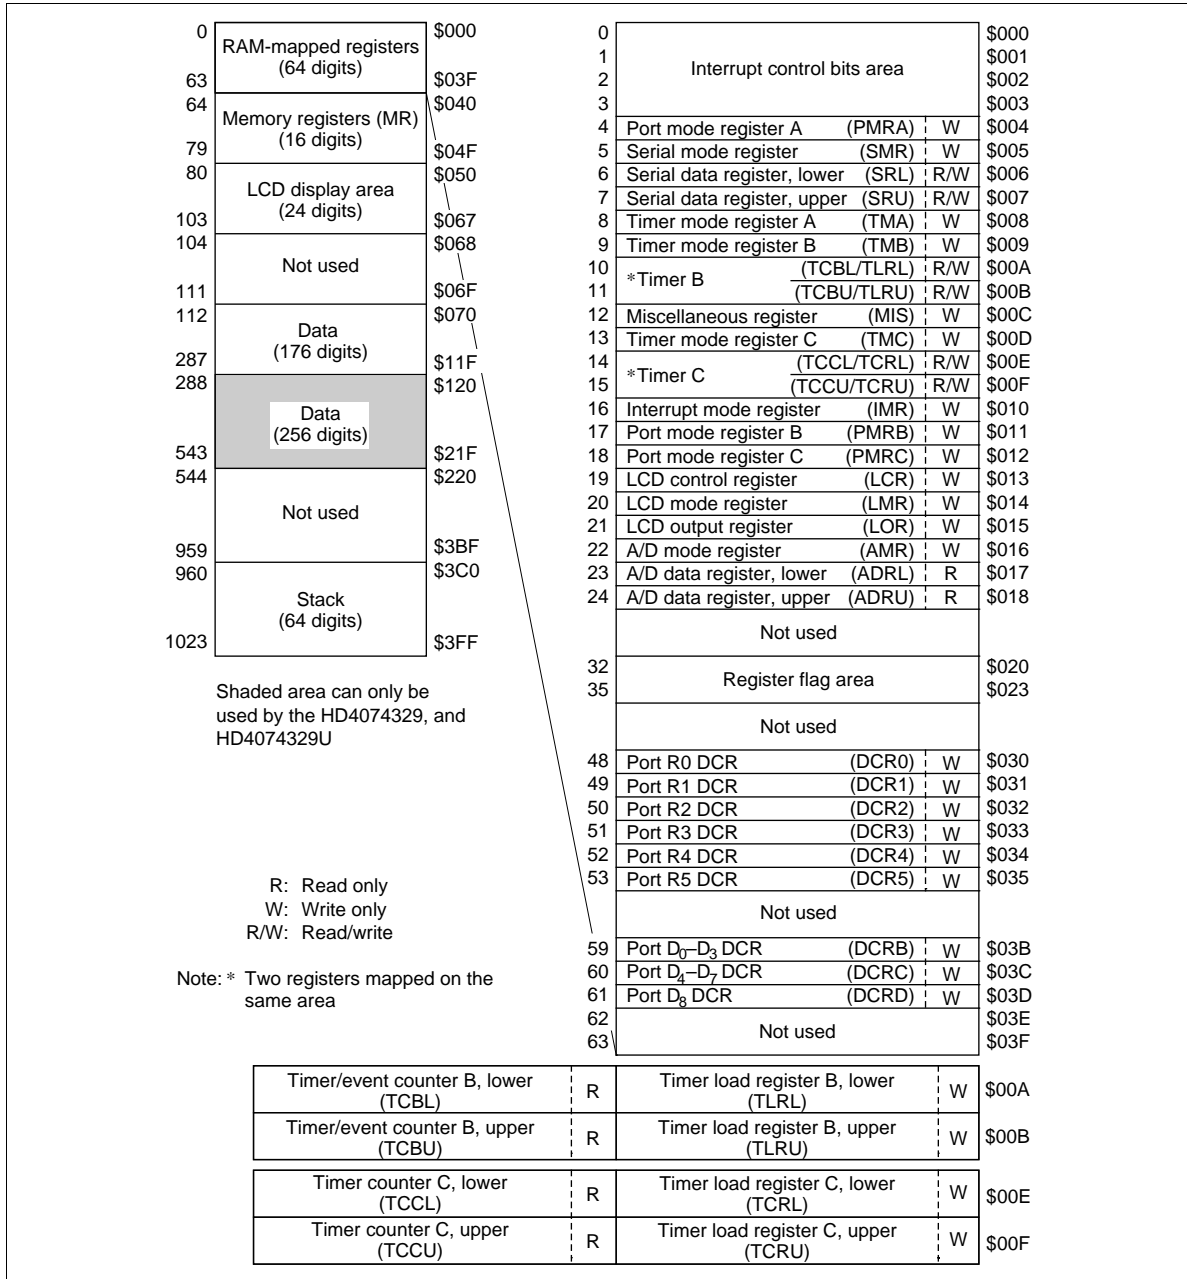 0 $000
RAM-mapped registers
(64 digits)
63 $03F
64 $040
Memory registers (MR)
(16 digits)
79 $04F
80 $050
LCD display area
(24 digits)
103 $067
104 $068
Not used
111 $06F
112 $070
Data
(176 digits)
287 $11F
288 $120
Data
(256 digits)
543 $21F
544 $220
Not used
959 $3BF
960 $3C0
Stack
(64 digits)
1023 $3FF
Shaded area can only be
used by the HD4074329, and
HD4074329U
R: Read only
W: Write only
R/W: Read/write
Note: * Two registers mapped on the
same area
0 $000
1 $001
Interrupt control bits area
2 $002
3 $003
4 Port mode register A (PMRA) W $004
5 Serial mode register (SMR) W $005
6 Serial data register, lower (SRL) R/W $006
7 Serial data register, upper (SRU) R/W $007
8 Timer mode register A (TMA) W $008
9 Timer mode register B (TMB) W $009
10 (TCBL/TLRL) R/W $00A
*Timer B
11 (TCBU/TLRU) R/W $00B
12 Miscellaneous register (MIS) W $00C
13 Timer mode register C (TMC) W $00D
14 (TCCL/TCRL) R/W $00E
*Timer C
15 (TCCU/TCRU) R/W $00F
16 Interrupt mode register (IMR) W $010
17 Port mode register B (PMRB) W $011
18 Port mode register C (PMRC) W $012
19 LCD control register (LCR) W $013
20 LCD mode register (LMR) W $014
21 LCD output register (LOR) W $015
22 A/D mode register (AMR) W $016
23 A/D data register, lower (ADRL) R $017
24 A/D data register, upper (ADRU) R $018
Not used
32 $020
Register flag area
35 $023
Not used
48 Port R0 DCR (DCR0) W $030
49 Port R1 DCR (DCR1) W $031
50 Port R2 DCR (DCR2) W $032
51 Port R3 DCR (DCR3) W $033
52 Port R4 DCR (DCR4) W $034
53 Port R5 DCR (DCR5) W $035
Not used
59 Port D0–D3 DCR (DCRB) W $03B
60 Port D4–D7 DCR (DCRC) W $03C
61 Port D8 DCR (DCRD) W $03D
62 $03E
Not used
63 $03F
Timer/event counter B, lower
(TCBL) R Timer load register B, lower
(TLRL) W $00A
Timer/event counter B, upper
(TCBU) R Timer load register B, upper
(TLRU) W $00B
Timer counter C, lower
(TCCL) R Timer load register C, lower
(TCRL) W $00E
Timer counter C, upper
(TCCU) R Timer load register C, upper
(TCRU) W $00F